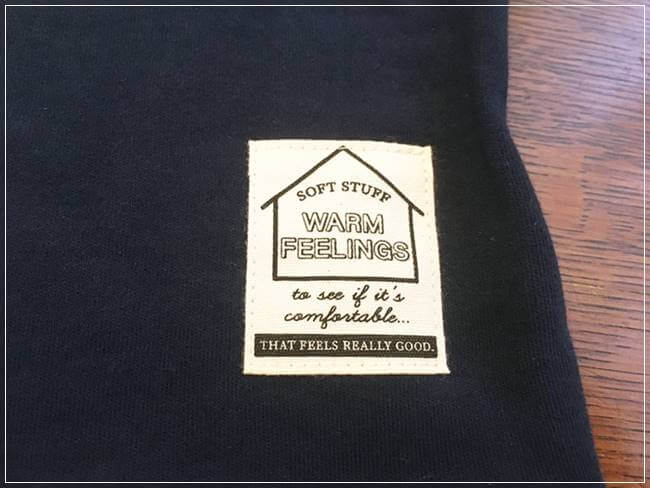 SOFT STUFF
WARM
FEELINGS
to see if it's
comfortable...
THAT FEELS REALLY GOOD.